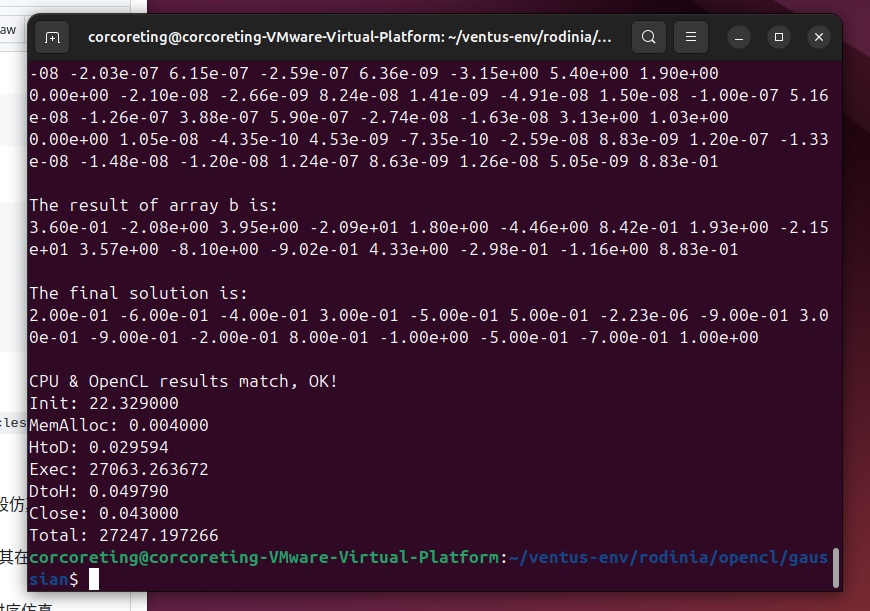 aw
corcoreting@corcoreting-VMware-Virtual-Platform: ~/ventus-env/rodinia/...
-08 -2.03e-07 6.15e-07 -2.59e-07 6.36e-09 -3.15e+00 5.40e+00 1.90e+00
0.00e+00 -2.10e-08 -2.66e-09 8.24e-08 1.41e-09 -4.91e-08 1.50e-08 -1.00e-07 5.16
e-08 -1.26e-07 3.88e-07 5.90e-07 -2.74e-08 -1.63e-08 3.13e+00 1.03e+00
0.00e+00 1.05e-08 -4.35e-10 4.53e-09 -7.35e-10 -2.59e-08 8.83e-09 1.20e-07 -1.33
e-08 -1.48e-08 -1.20e-08 1.24e-07 8.63e-09 1.26e-08 5.05e-09 8.83e-01
The result of array b is:
3.60e-01 -2.08e+00 3.95e+00 -2.09e+01 1.80e+00 -4.46e+00 8.42e-01 1.93e+00 -2.15
e+01 3.57e+00 -8.10e+00 -9.02e-01 4.33e+00 -2.98e-01 -1.16e+00 8.83e-01
The final solution is:
2.00e-01 -6.00e-01 -4.00e-01 3.00e-01 -5.00e-01 5.00e-01 -2.23e-06 -9.00e-01 3.0
0e-01 -9.00e-01 -2.00e-01 8.00e-01 -1.00e+00 -5.00e-01 -7.00e-01 1.00e+00
CPU & OpenCL results match, OK!
Init: 22.329000
MemAlloc: 0.004000
HtoD: 0.029594
Exec: 27063.263672
DtoH: 0.049790
Close: 0.043000
Total: 27247.197266
corcoreting@corcoreting-VMware-Virtual-Platform:~/ventus-env/rodinia/opencl/gaus
sian$
cles
段仿
其在